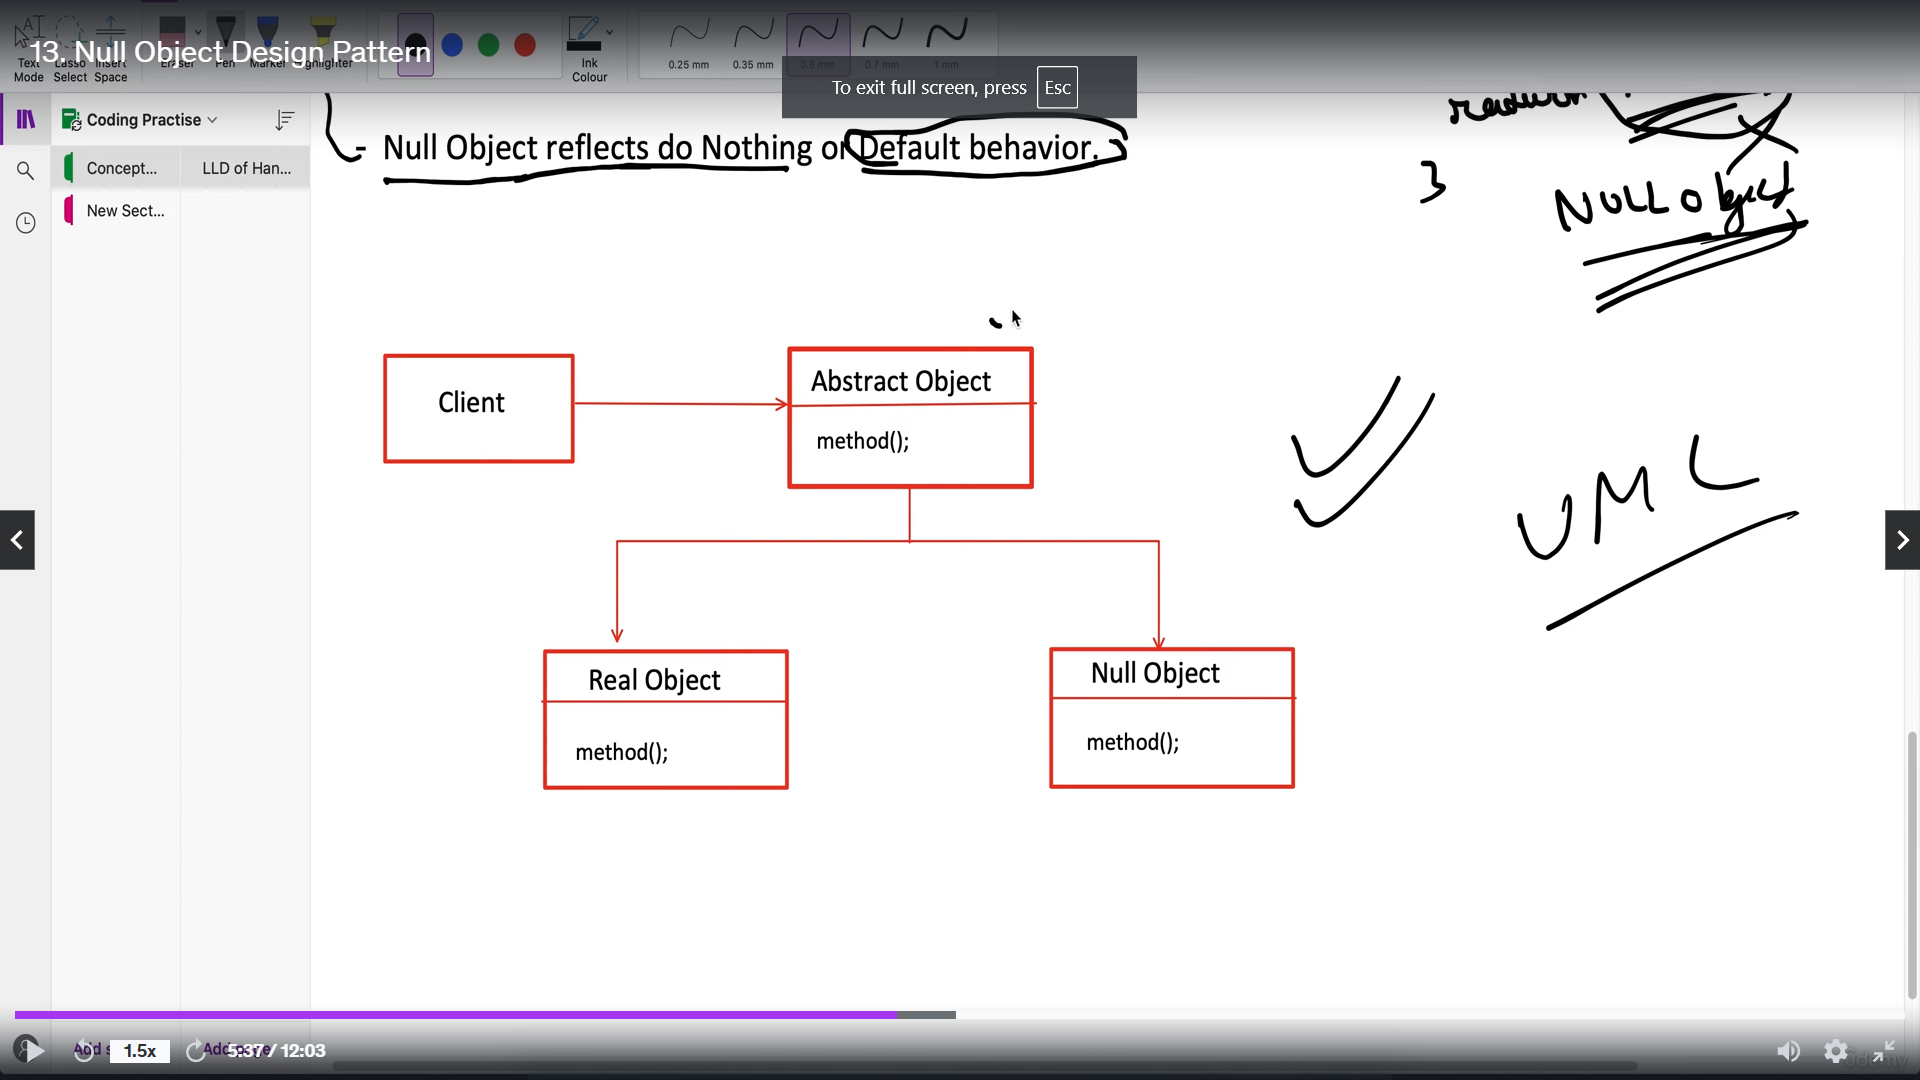 13. Null Object Design Pattern
Text Mode
Lasso Select
Insert Space
Eraser
Pen
Marker
Highlighter
Ink Colour
0.25 mm
0.35 mm
0.5 mm
0.7 mm
1 mm
To exit full screen, press Esc
Coding Practise
Concept...
LLD of Han...
New Sect...
- Null Object reflects do Nothing or Default behavior.
}
NULL Object
Client
Abstract Object
method();
UML
Real Object
method();
Null Object
method();
1.5x
5:37 / 12:03
Add page
udemy